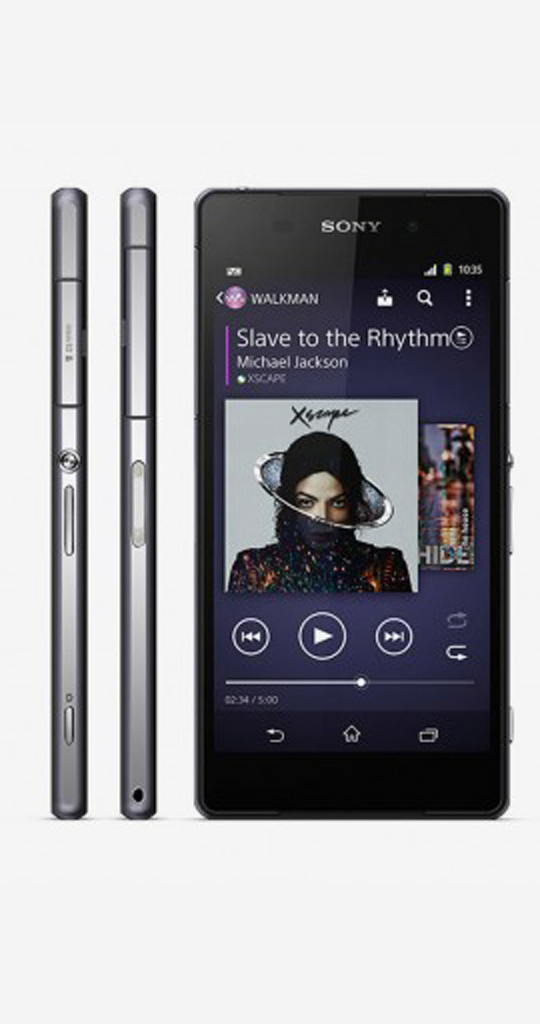 SONY
10:35
WALKMAN
Slave to the Rhythm
Michael Jackson
XSCAPE
Xscape
HIDE
02:34 / 5:00